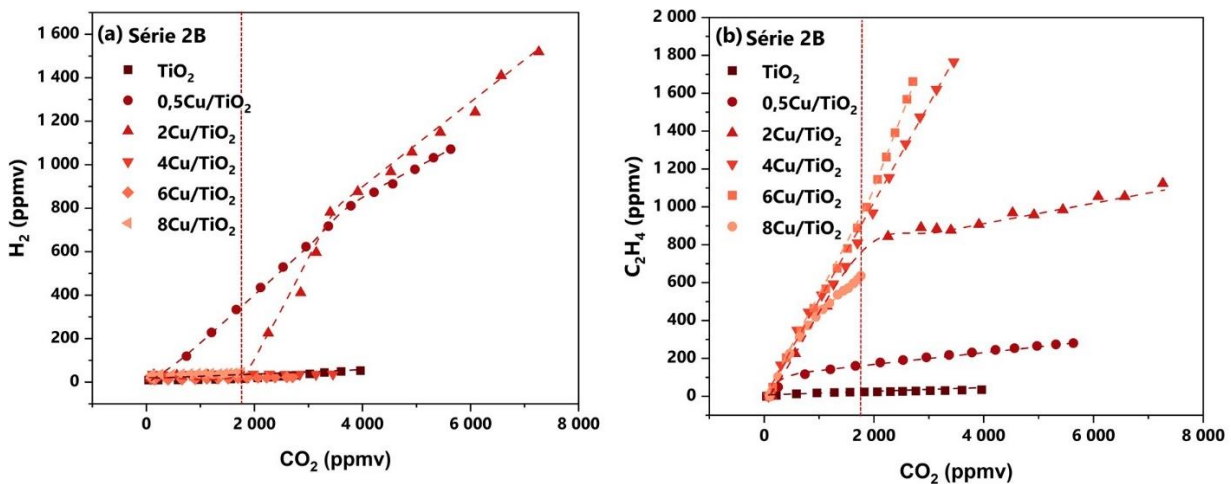 (a) Série 2B
TiO₂
0,5Cu/TiO₂
2Cu/TiO₂
4Cu/TiO₂
6Cu/TiO₂
8Cu/TiO₂
H₂ (ppmv)
1 600
1 400
1 200
1 000
800
600
400
200
0
0 2 000 4 000 6 000 8 000
CO₂ (ppmv)
(b) Série 2B
TiO₂
0,5Cu/TiO₂
2Cu/TiO₂
4Cu/TiO₂
6Cu/TiO₂
8Cu/TiO₂
C₂H₄ (ppmv)
2 000
1 800
1 600
1 400
1 200
1 000
800
600
400
200
0
0 2 000 4 000 6 000 8 000
CO₂ (ppmv)